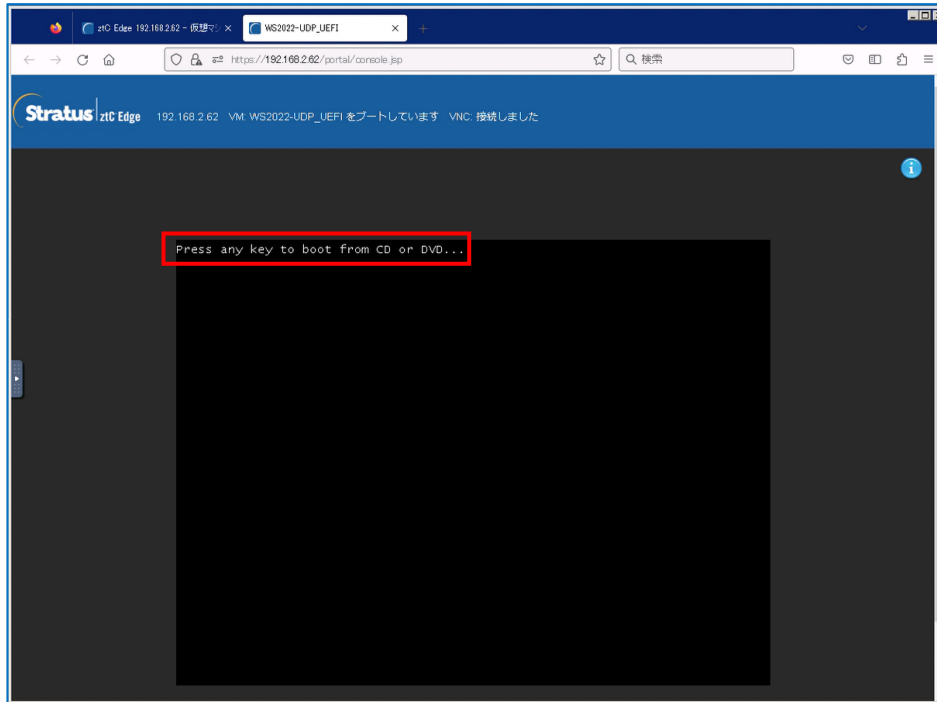 ztC Edge 192.168.2.62 - 仮想マシ
WS2022-UDP_UEFI
https://192.168.2.62/portal/console.jsp
検索
Stratus ztC Edge 192.168.2.62 VM: WS2022-UDP_UEFI をブートしています VNC: 接続しました
i
Press any key to boot from CD or DVD...